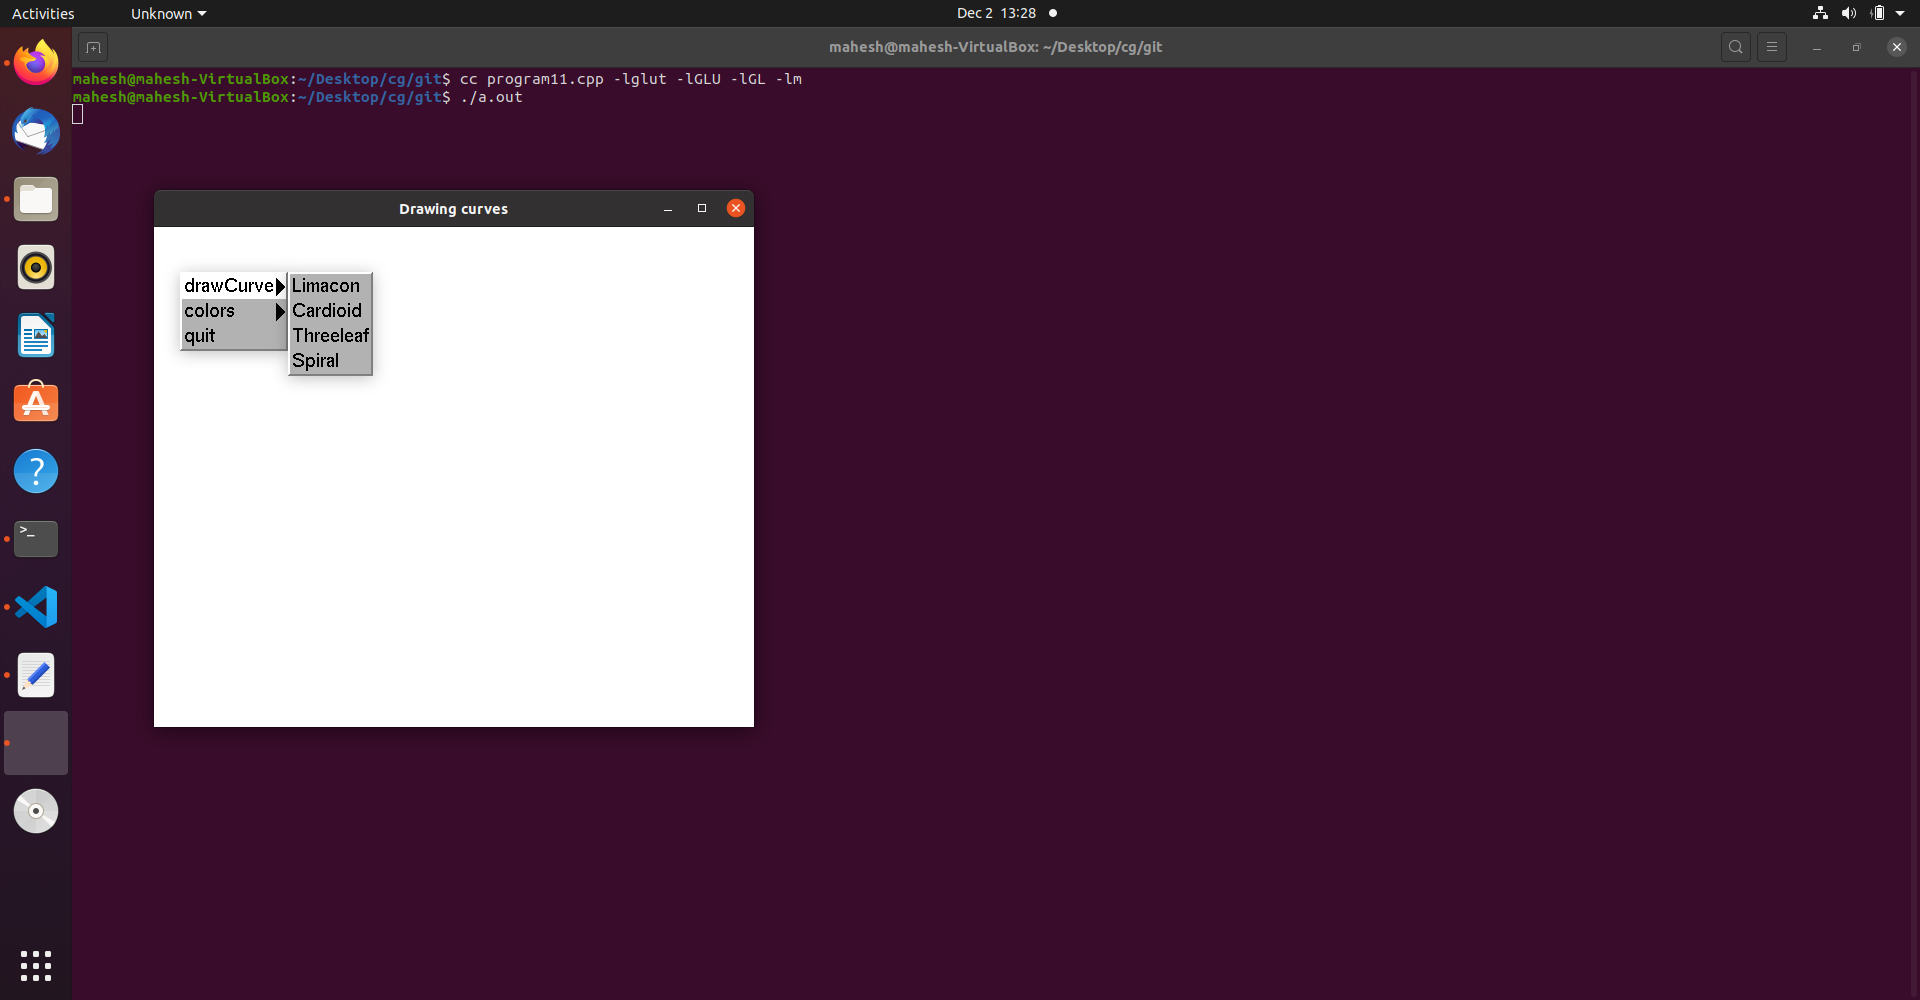 Activities Unknown Dec 2 13:28
mahesh@mahesh-VirtualBox: ~/Desktop/cg/git
mahesh@mahesh-VirtualBox:~/Desktop/cg/git$ cc program11.cpp -lglut -lGLU -lGL -lm
mahesh@mahesh-VirtualBox:~/Desktop/cg/git$ ./a.out
Drawing curves
drawCurve Limacon
colors Cardioid
quit Threeleaf
Spiral